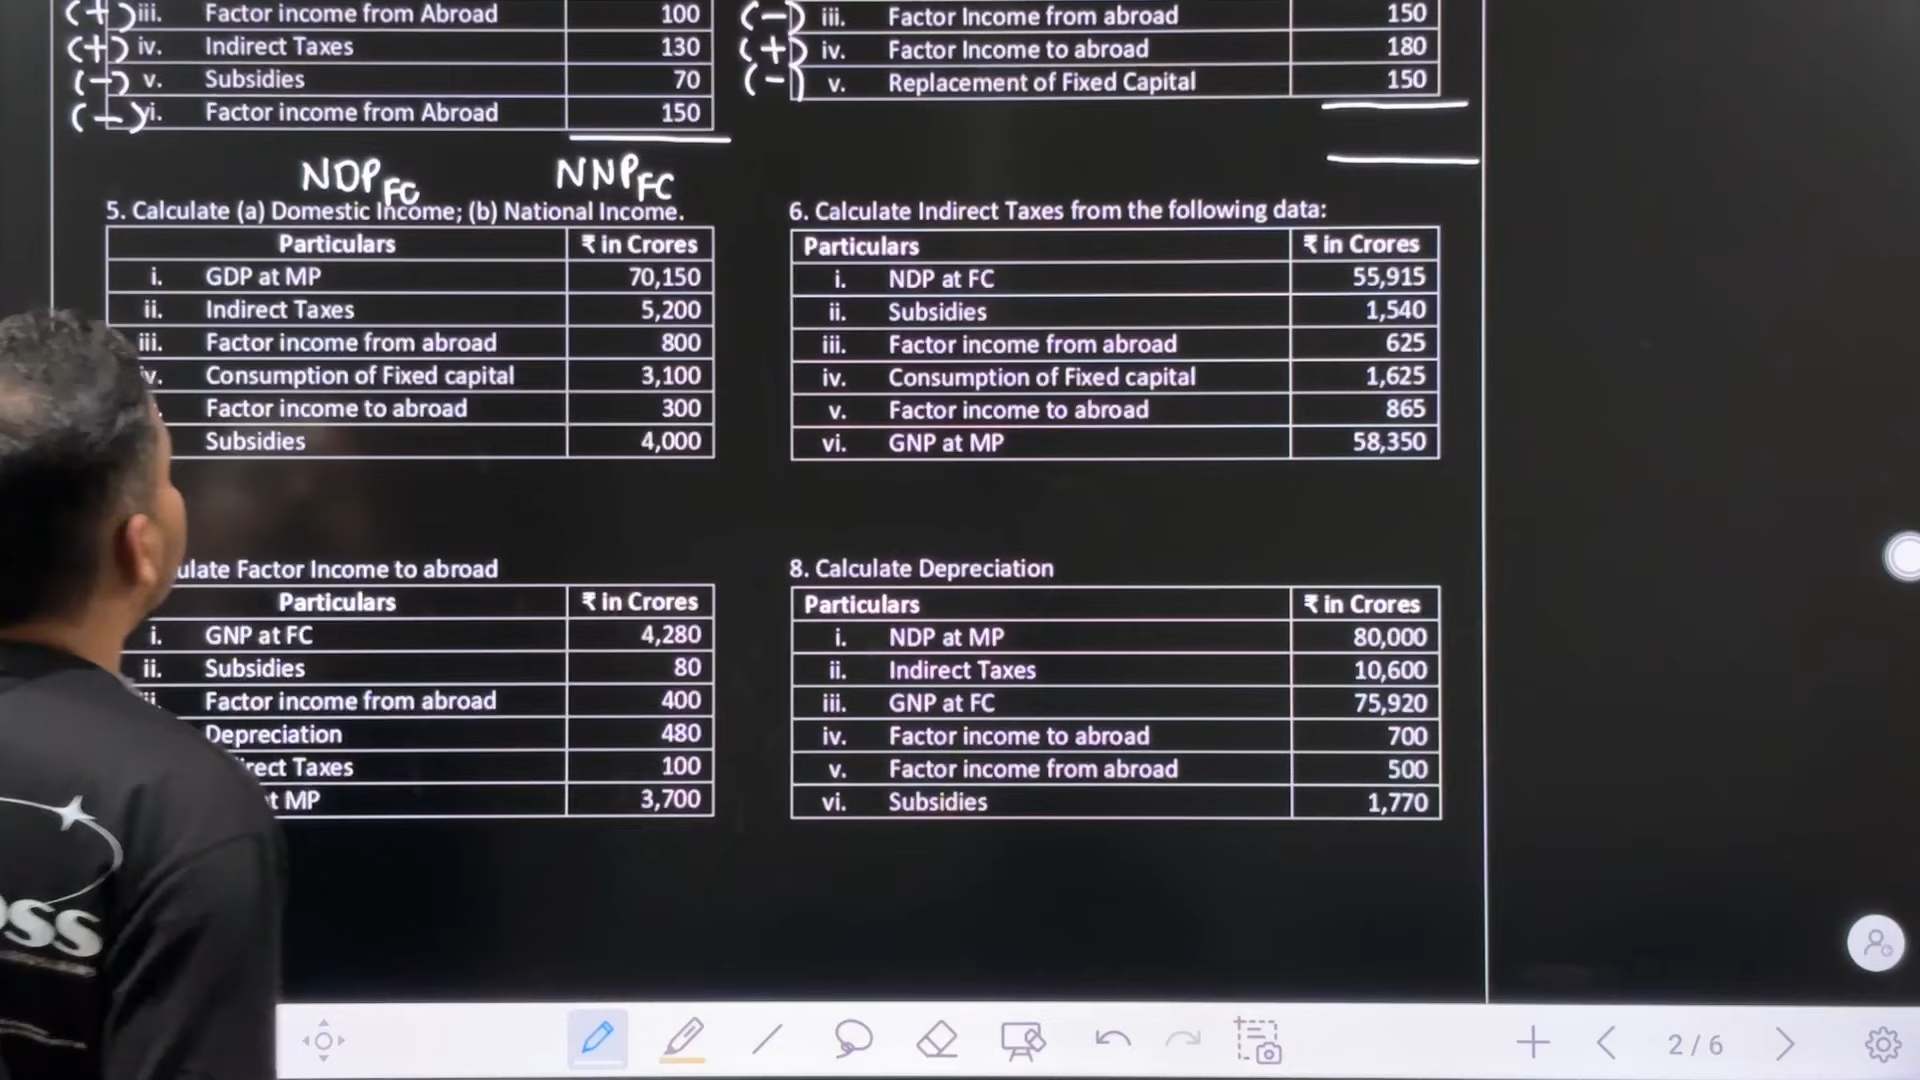 (+) iii. Factor income from Abroad 100
(+) iv. Indirect Taxes 130
(-) v. Subsidies 70
(-) vi. Factor income from Abroad 150
(-) iii. Factor Income from abroad 150
(+) iv. Factor Income to abroad 180
(-) v. Replacement of Fixed Capital 150
NDP FC NNP FC
5. Calculate (a) Domestic Income; (b) National Income.
Particulars ₹ in Crores
i. GDP at MP 70,150
ii. Indirect Taxes 5,200
iii. Factor income from abroad 800
iv. Consumption of Fixed capital 3,100
Factor income to abroad 300
Subsidies 4,000
6. Calculate Indirect Taxes from the following data:
Particulars ₹ in Crores
i. NDP at FC 55,915
ii. Subsidies 1,540
iii. Factor income from abroad 625
iv. Consumption of Fixed capital 1,625
v. Factor income to abroad 865
vi. GNP at MP 58,350
ulate Factor Income to abroad
Particulars ₹ in Crores
i. GNP at FC 4,280
ii. Subsidies 80
Factor income from abroad 400
Depreciation 480
rect Taxes 100
t MP 3,700
8. Calculate Depreciation
Particulars ₹ in Crores
i. NDP at MP 80,000
ii. Indirect Taxes 10,600
iii. GNP at FC 75,920
iv. Factor income to abroad 700
v. Factor income from abroad 500
vi. Subsidies 1,770
2 / 6